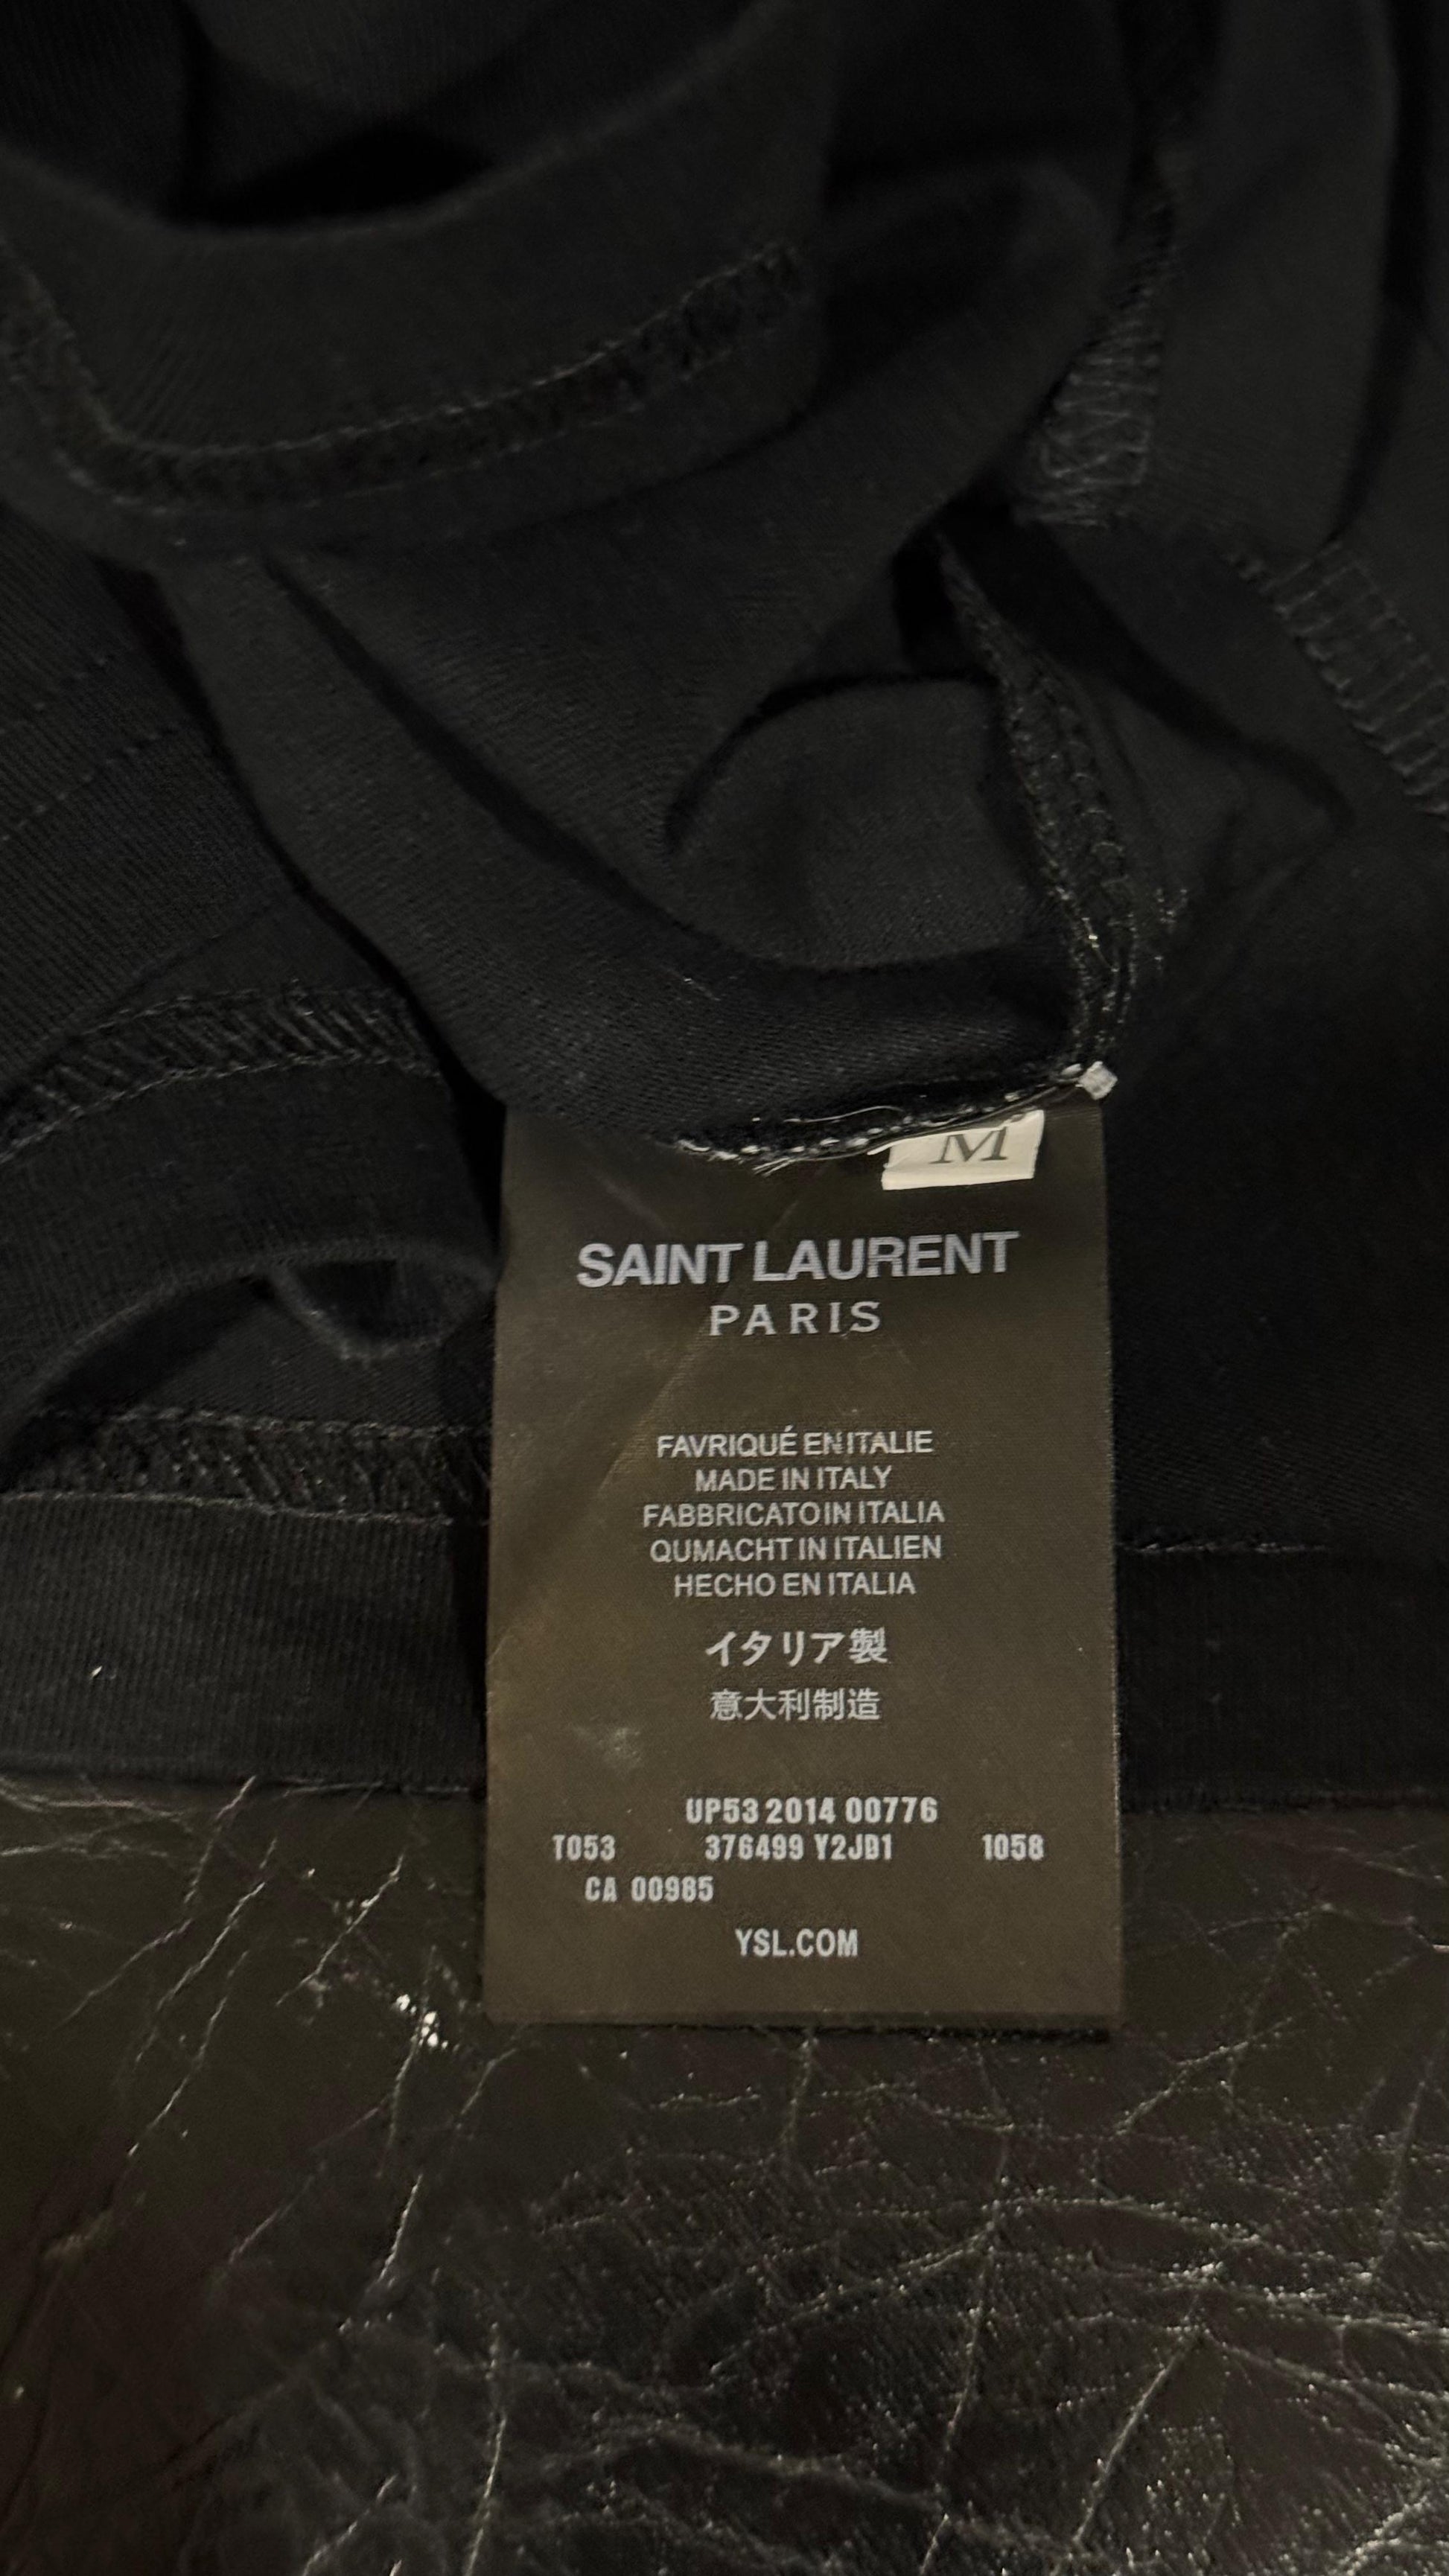 M
SAINT LAURENT
PARIS
FAVRIQUÉ EN ITALIE
MADE IN ITALY
FABBRICATO IN ITALIA
QUMACHT IN ITALIEN
HECHO EN ITALIA
イタリア製
意大利制造
UP53 2014 00776
T053 376499 Y2JD1 1058
CA 00985
YSL.COM